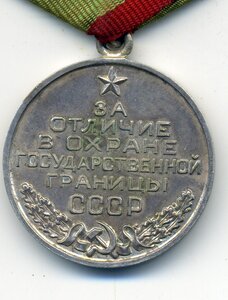 ЗА
ОТЛИЧИЕ
В ОХРАНЕ
ГОСУДАРСТВЕННОЙ
ГРАНИЦЫ
СССР